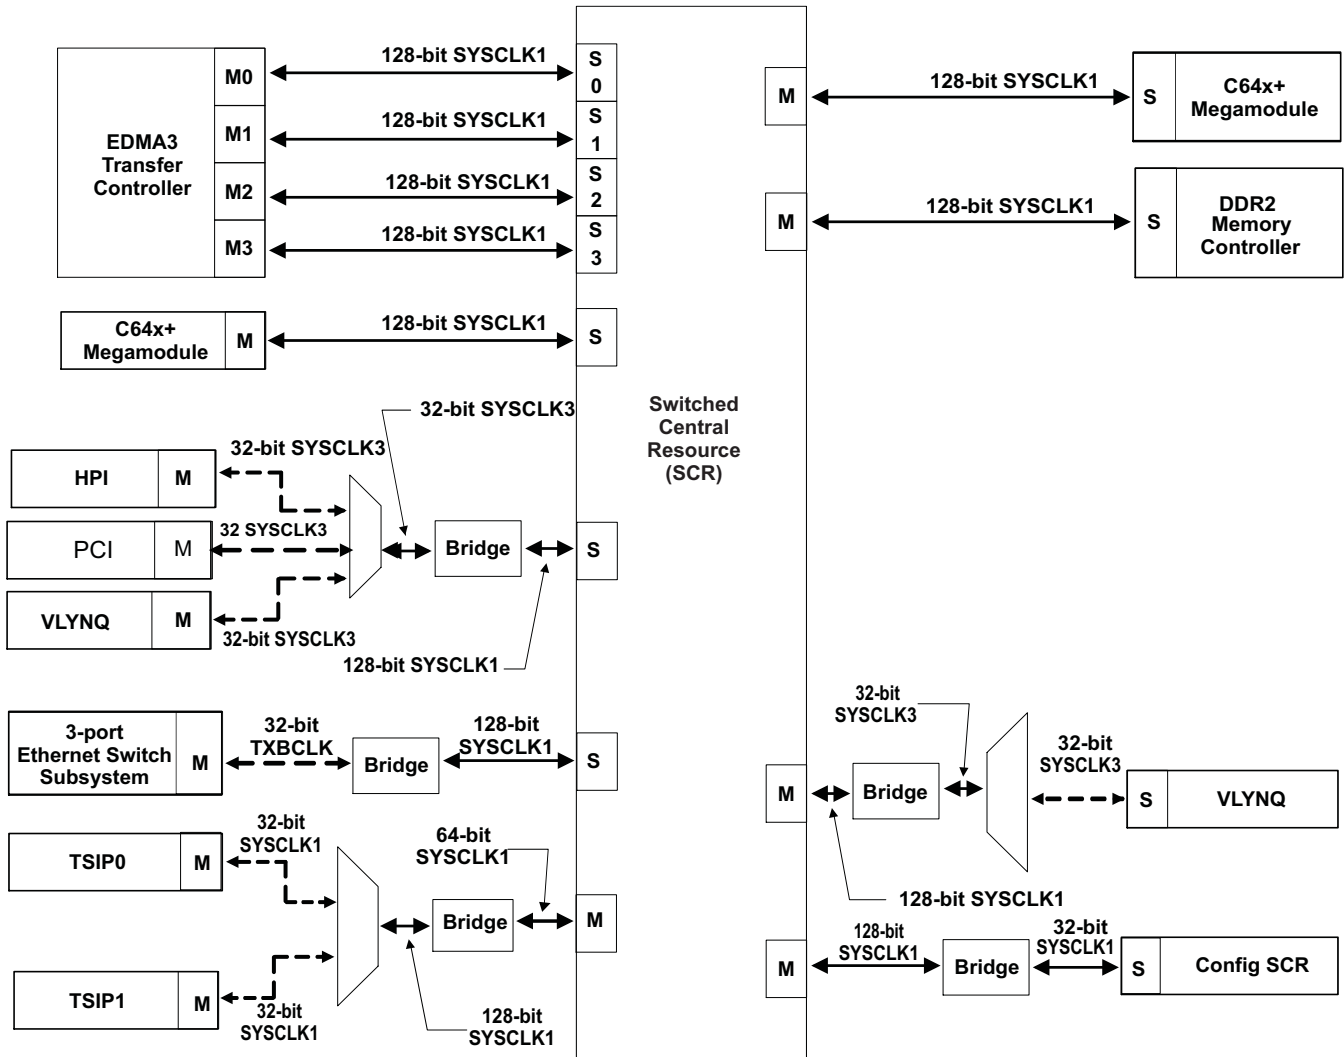 EDMA3
Transfer
Controller
M0
128-bit SYSCLK1
S
0
M1
128-bit SYSCLK1
S
1
M2
128-bit SYSCLK1
S
2
M3
128-bit SYSCLK1
S
3
C64x+
Megamodule
M
128-bit SYSCLK1
S
HPI
M
32-bit SYSCLK3
32-bit SYSCLK3
PCI
M
32 SYSCLK3
Bridge
S
VLYNQ
M
32-bit SYSCLK3
128-bit SYSCLK1
3-port
Ethernet Switch
Subsystem
M
32-bit
TXBCLK
Bridge
128-bit
SYSCLK1
S
TSIP0
M
32-bit
SYSCLK1
64-bit
SYSCLK1
Bridge
M
TSIP1
M
32-bit
SYSCLK1
128-bit
SYSCLK1
Switched
Central
Resource
(SCR)
M
128-bit SYSCLK1
S
C64x+
Megamodule
M
128-bit SYSCLK1
S
DDR2
Memory
Controller
32-bit
SYSCLK3
32-bit
SYSCLK3
M
Bridge
S
VLYNQ
128-bit SYSCLK1
M
128-bit
SYSCLK1
Bridge
32-bit
SYSCLK1
S
Config SCR